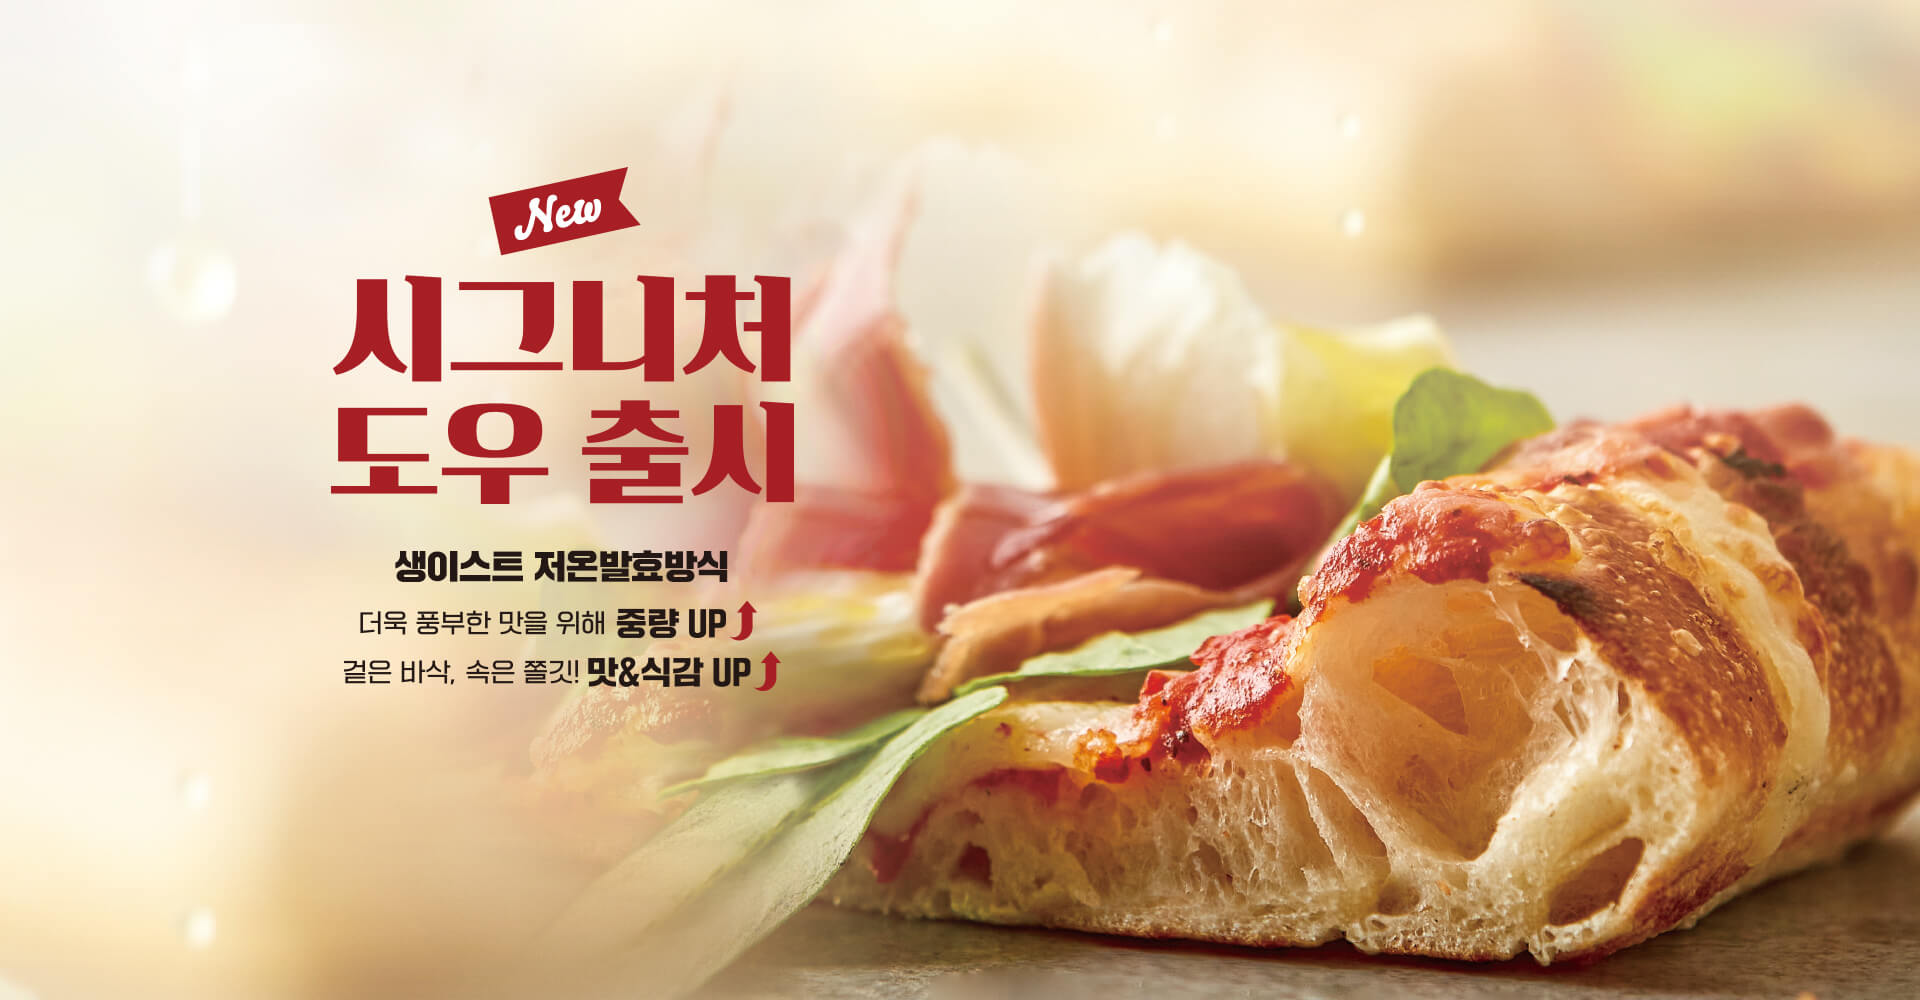 New
시그니처
도우 출시
생이스트 저온발효방식
더욱 풍부한 맛을 위해 중량 UP
겉은 바삭, 속은 쫄깃! 맛&식감 UP